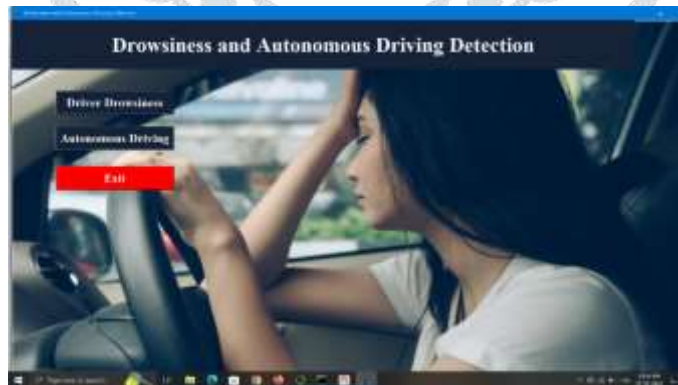 Drowsiness and Autonomous Driving Detection
Driver Drowsiness
Autonomous Driving
Exit